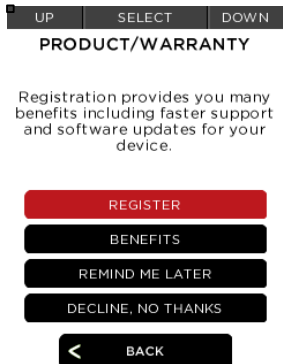 UP SELECT DOWN
PRODUCT/WARRANTY
Registration provides you many
benefits including faster support
and software updates for your
device.
REGISTER
BENEFITS
REMIND ME LATER
DECLINE, NO THANKS
< BACK